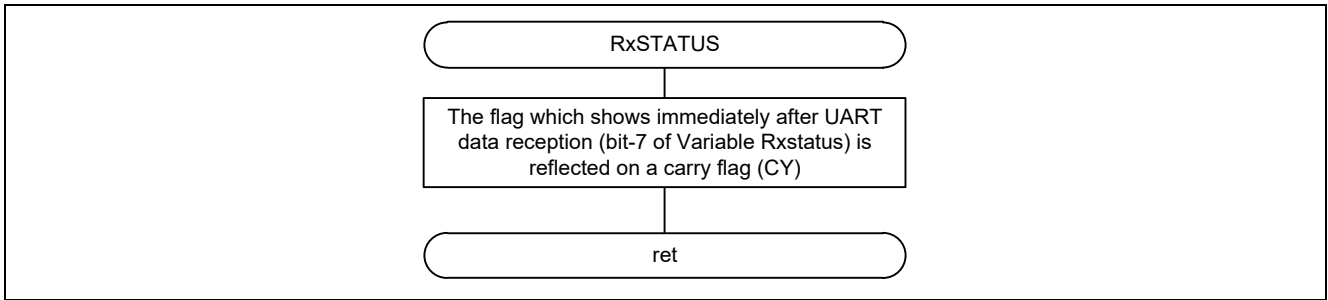 RxSTATUS
The flag which shows immediately after UART
data reception (bit-7 of Variable Rxstatus) is
reflected on a carry flag (CY)
ret